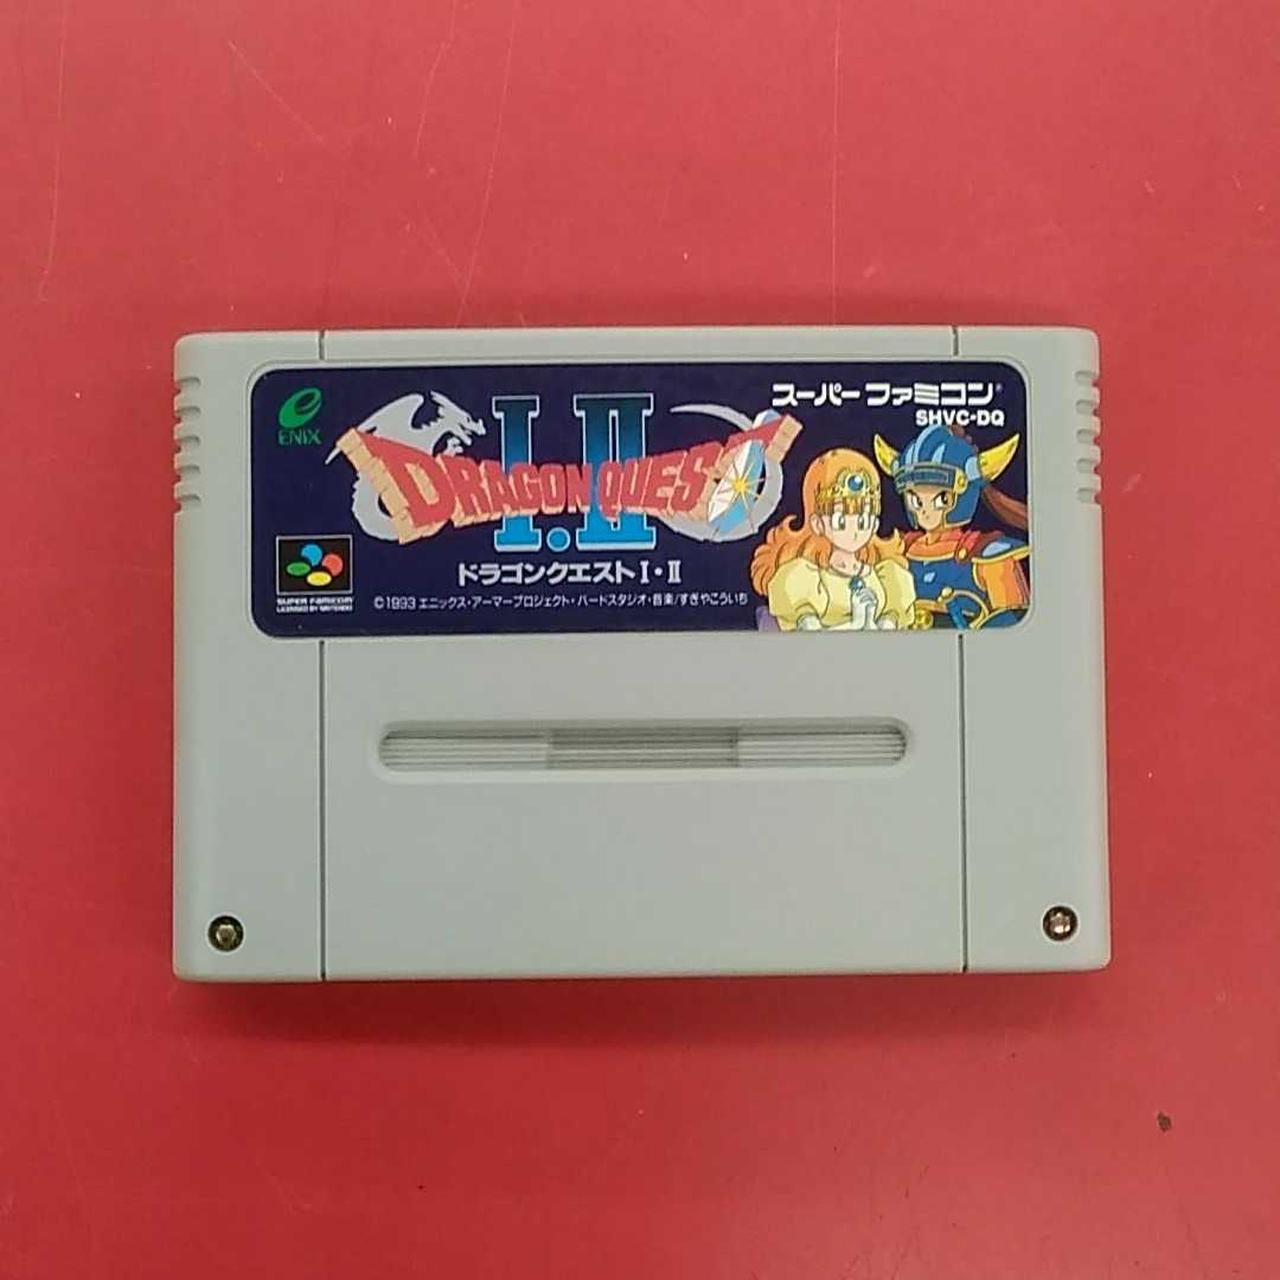 ENIX
I.II
DRAGON QUEST
ドラゴンクエストI・II
©1993 エニックス・アーマープロジェクト・バードスタジオ・音楽/すぎやまこういち
スーパーファミコン®
SHVC-DQ
SUPER FAMICOM
LICENSED BY NINTENDO